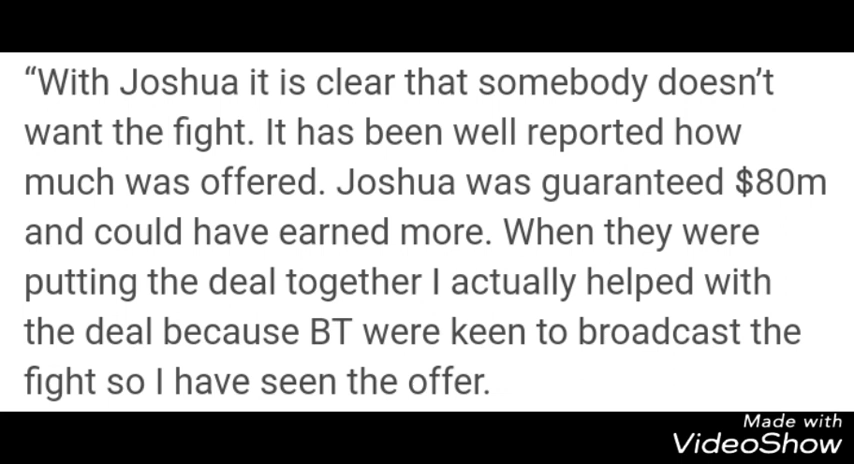 “With Joshua it is clear that somebody doesn’t
want the fight. It has been well reported how
much was offered. Joshua was guaranteed $80m
and could have earned more. When they were
putting the deal together I actually helped with
the deal because BT were keen to broadcast the
fight so I have seen the offer.
Made with
VideoShow